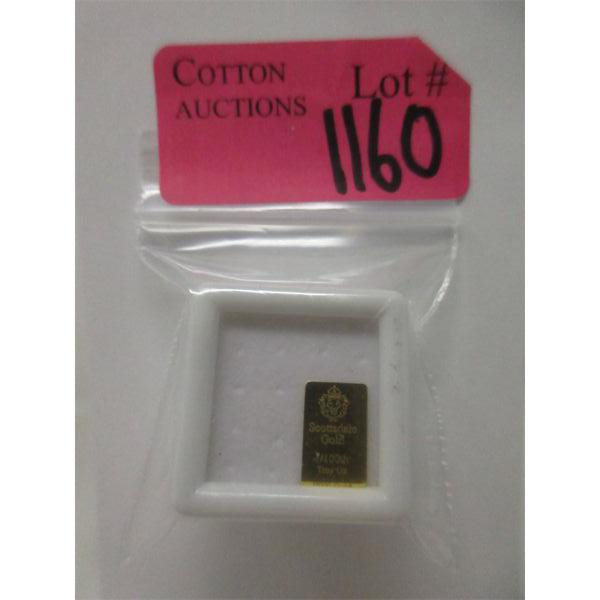 COTTON
AUCTIONS
Lot #
1160
Scottsdale
Gold
Troy Oz